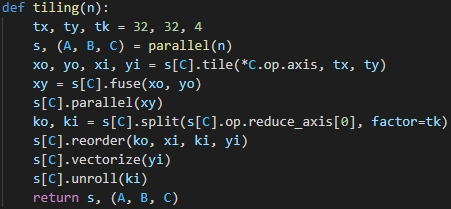 def tiling(n):
    tx, ty, tk = 32, 32, 4
    s, (A, B, C) = parallel(n)
    xo, yo, xi, yi = s[C].tile(*C.op.axis, tx, ty)
    xy = s[C].fuse(xo, yo)
    s[C].parallel(xy)
    ko, ki = s[C].split(s[C].op.reduce_axis[0], factor=tk)
    s[C].reorder(ko, xi, ki, yi)
    s[C].vectorize(yi)
    s[C].unroll(ki)
    return s, (A, B, C)